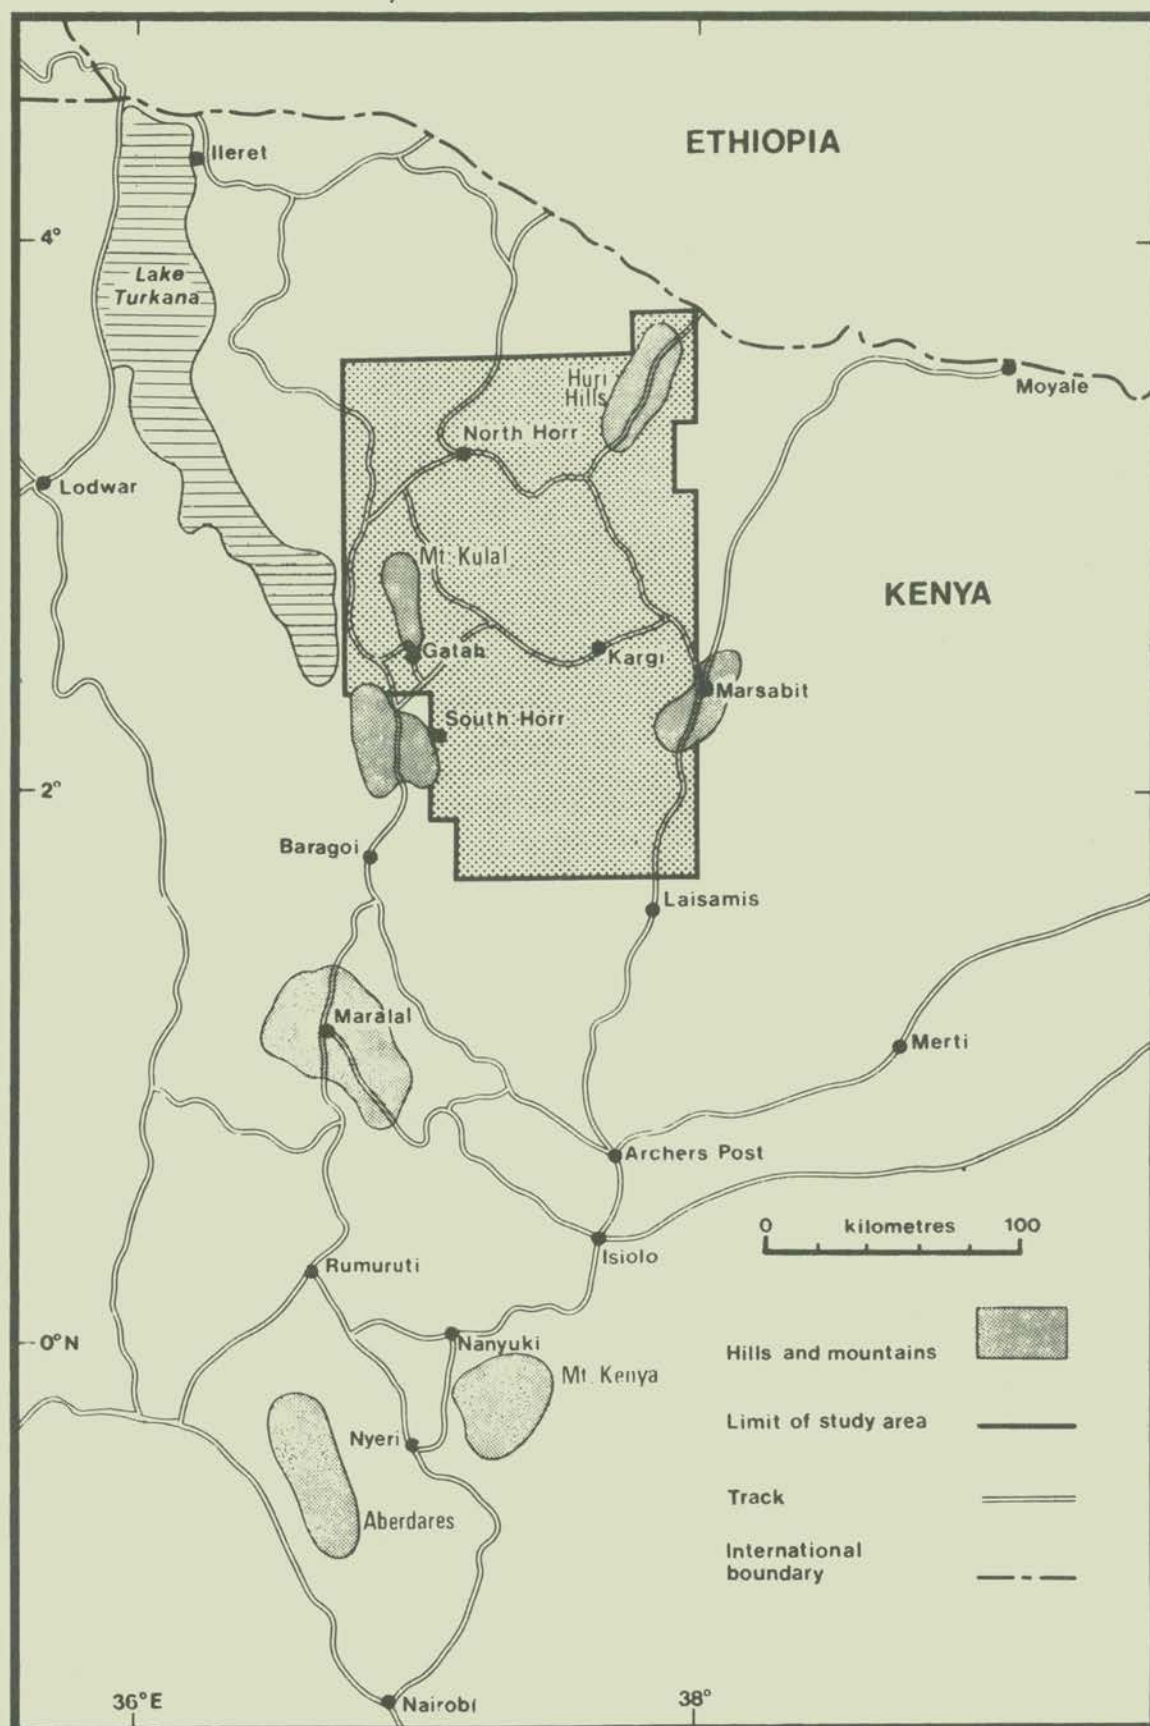 ETHIOPIA
Ileret
4°
Lake
Turkana
Huri
Hills
Moyale
North Horr
Lodwar
Mt. Kulal
KENYA
Gatab
Kargi
Marsabit
South Horr
2°
Baragoi
Laisamis
Maralal
Merti
Archers Post
0 kilometres 100
Isiolo
Rumuruti
0°N
Nanyuki
Hills and mountains
Mt. Kenya
Limit of study area
Nyeri
Track
Aberdares
International
boundary
36°E
38°
Nairobi